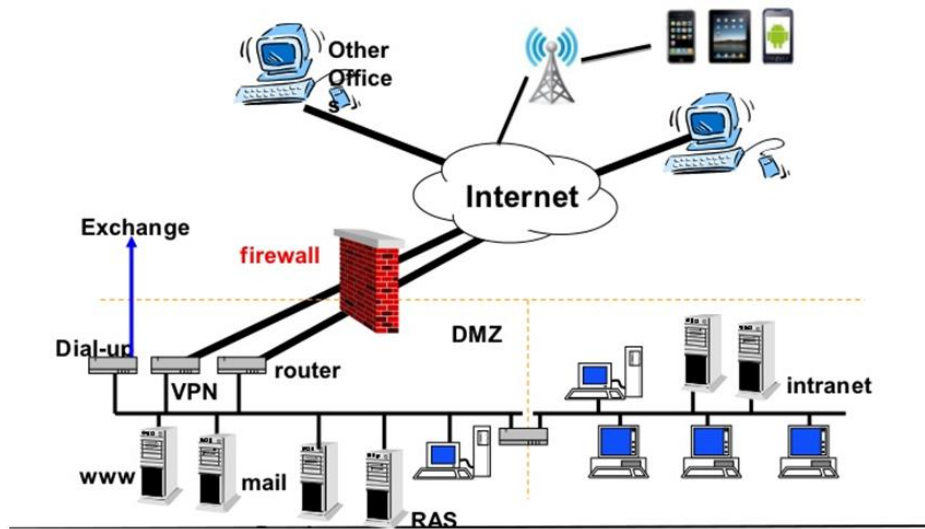 Other
Office
s
Internet
Exchange
firewall
DMZ
Dial-up
VPN
router
intranet
www
mail
RAS